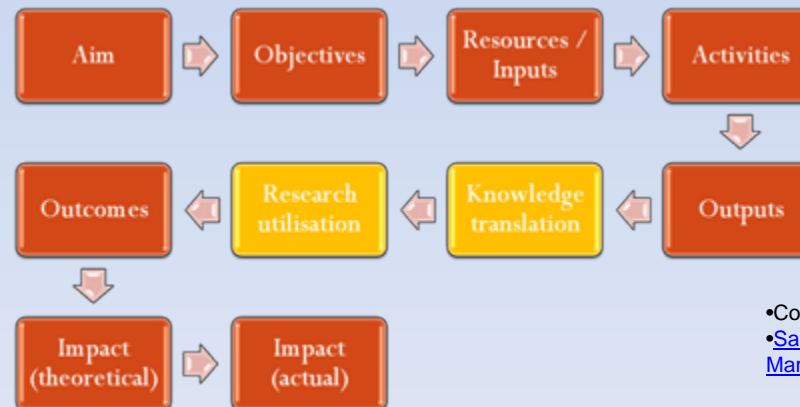 Aim
Objectives
Resources /
Inputs
Activities
Outputs
Knowledge
translation
Research
utilisation
Outcomes
Impact
(theoretical)
Impact
(actual)